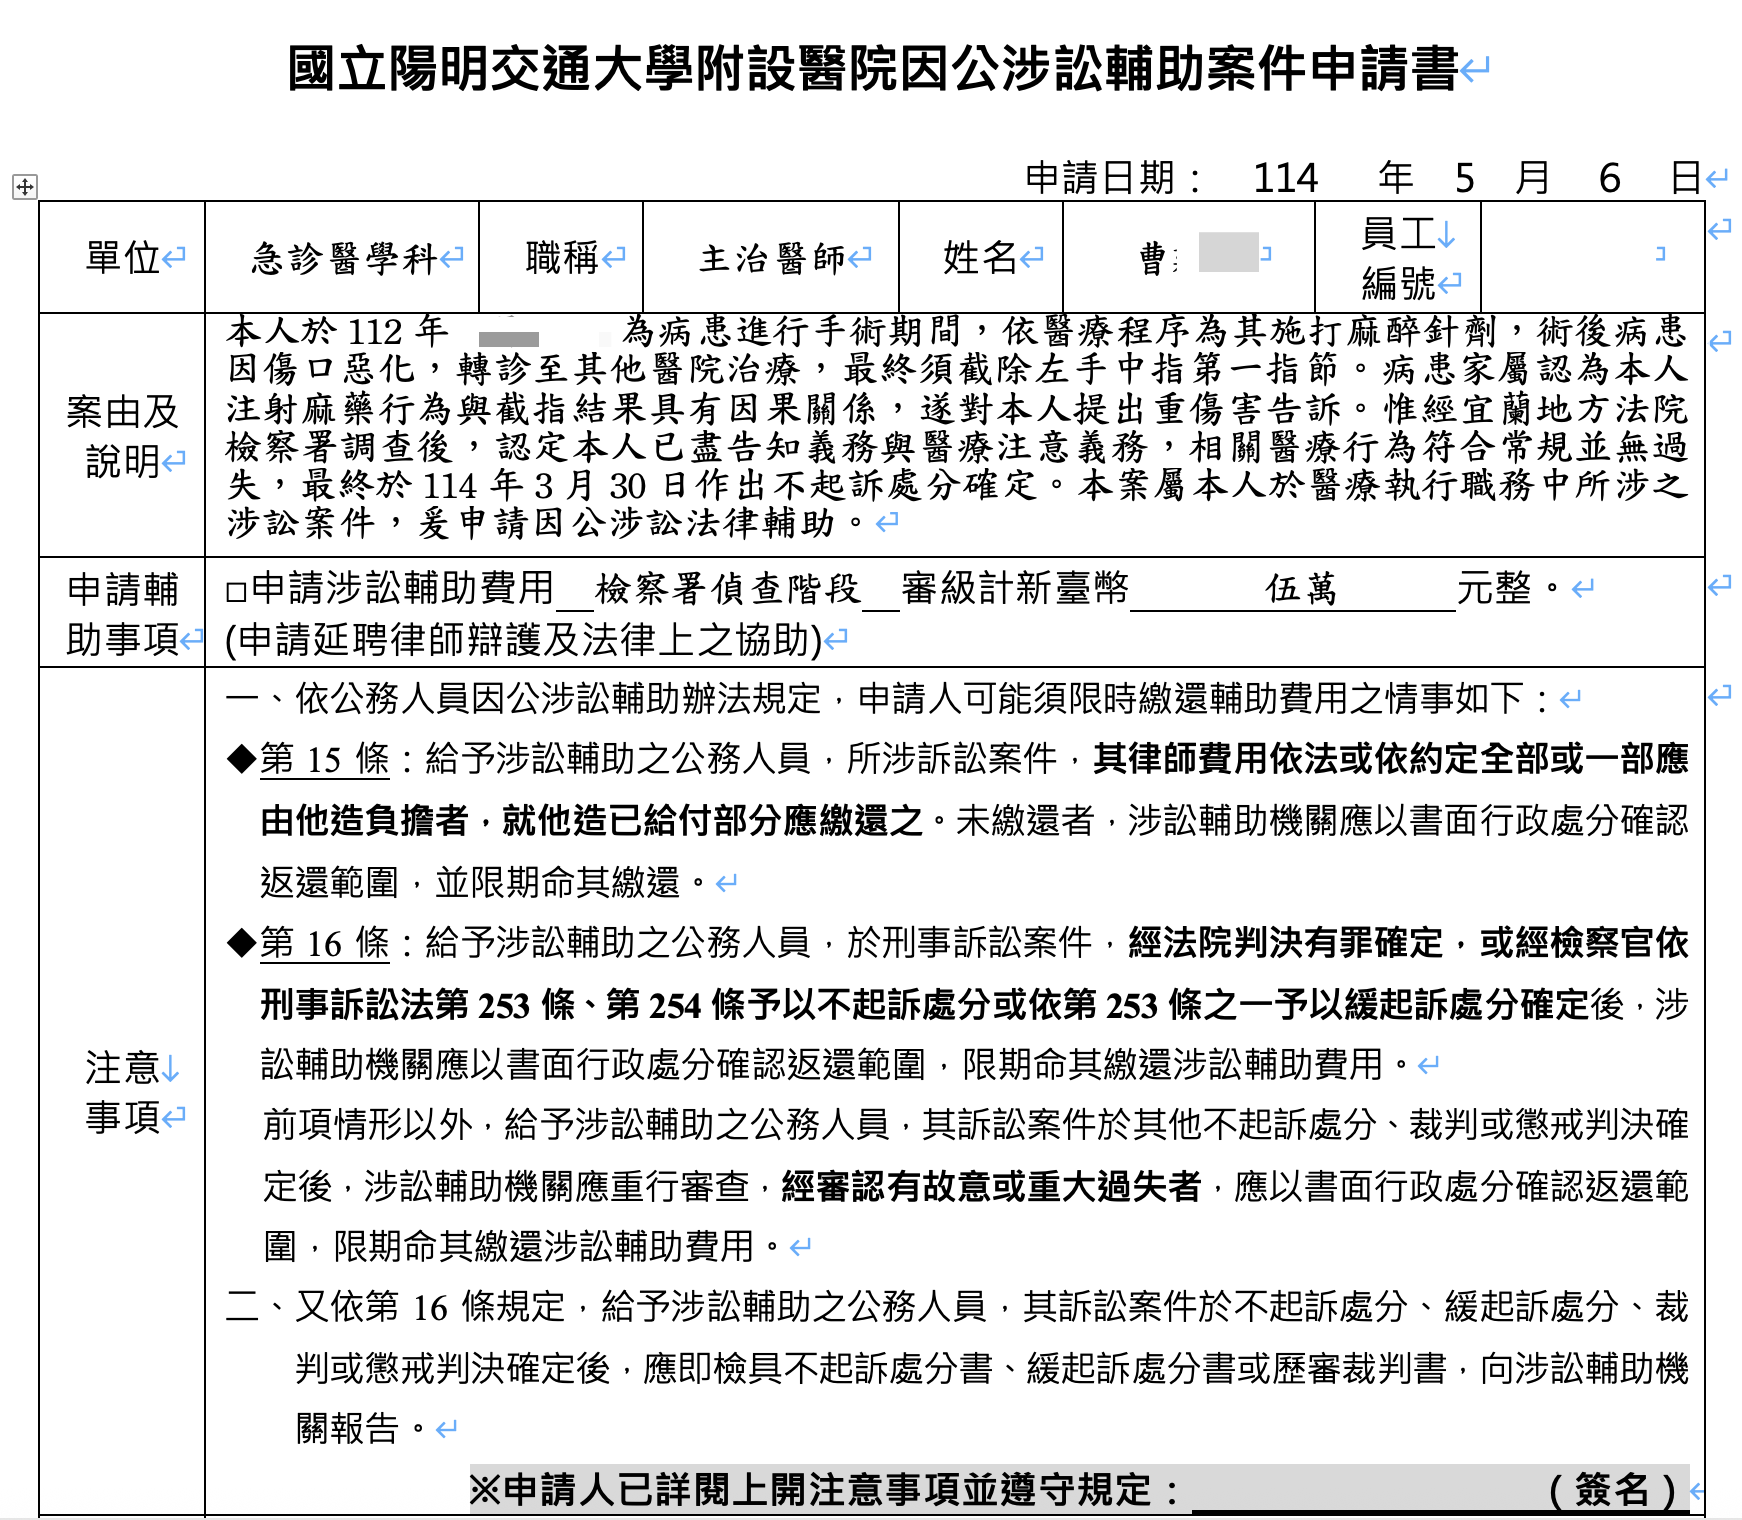 國立陽明交通大學附設醫院因公涉訟輔助案件申請書
申請日期： 114 年 5 月 6 日
單位 急診醫學科 職稱 主治醫師 姓名 曹 員工編號
案由及說明
本人於 112 年 為病患進行手術期間，依醫療程序為其施打麻醉針劑，術後病患
因傷口惡化，轉診至其他醫院治療，最終須截除左手中指第一指節。病患家屬認為本人
注射麻藥行為與截指結果具有因果關係，遂對本人提出重傷害告訴。惟經宜蘭地方法院
檢察署調查後，認定本人已盡告知義務與醫療注意義務，相關醫療行為符合常規並無過
失，最終於 114 年 3 月 30 日作出不起訴處分確定。本案屬本人於醫療執行職務中所涉之
涉訟案件，爰申請因公涉訟法律輔助。
申請輔助事項
□申請涉訟輔助費用 檢察署偵查階段 審級計新臺幣 伍萬 元整。
(申請延聘律師辯護及法律上之協助)
注意事項
一、依公務人員因公涉訟輔助辦法規定，申請人可能須限時繳還輔助費用之情事如下：
◆第 15 條：給予涉訟輔助之公務人員，所涉訴訟案件，其律師費用依法或依約定全部或一部應
由他造負擔者，就他造已給付部分應繳還之。未繳還者，涉訟輔助機關應以書面行政處分確認
返還範圍，並限期命其繳還。
◆第 16 條：給予涉訟輔助之公務人員，於刑事訴訟案件，經法院判決有罪確定，或經檢察官依
刑事訴訟法第 253 條、第 254 條予以不起訴處分或依第 253 條之一予以緩起訴處分確定後，涉
訟輔助機關應以書面行政處分確認返還範圍，限期命其繳還涉訟輔助費用。
前項情形以外，給予涉訟輔助之公務人員，其訴訟案件於其他不起訴處分、裁判或懲戒判決確
定後，涉訟輔助機關應重行審查，經審認有故意或重大過失者，應以書面行政處分確認返還範
圍，限期命其繳還涉訟輔助費用。
二、又依第 16 條規定，給予涉訟輔助之公務人員，其訴訟案件於不起訴處分、緩起訴處分、裁
判或懲戒判決確定後，應即檢具不起訴處分書、緩起訴處分書或歷審裁判書，向涉訟輔助機
關報告。
※申請人已詳閱上開注意事項並遵守規定： （簽名）